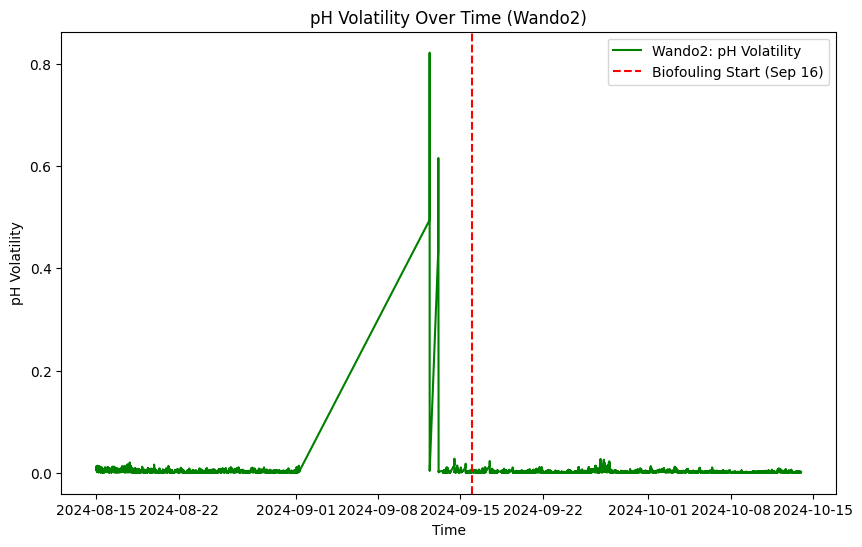 pH Volatility Over Time (Wando2)
Wando2: pH Volatility
Biofouling Start (Sep 16)
pH Volatility
0.8
0.6
0.4
0.2
0.0
2024-08-15 2024-08-22 2024-09-01 2024-09-08 2024-09-15 2024-09-22 2024-10-01 2024-10-08 2024-10-15
Time